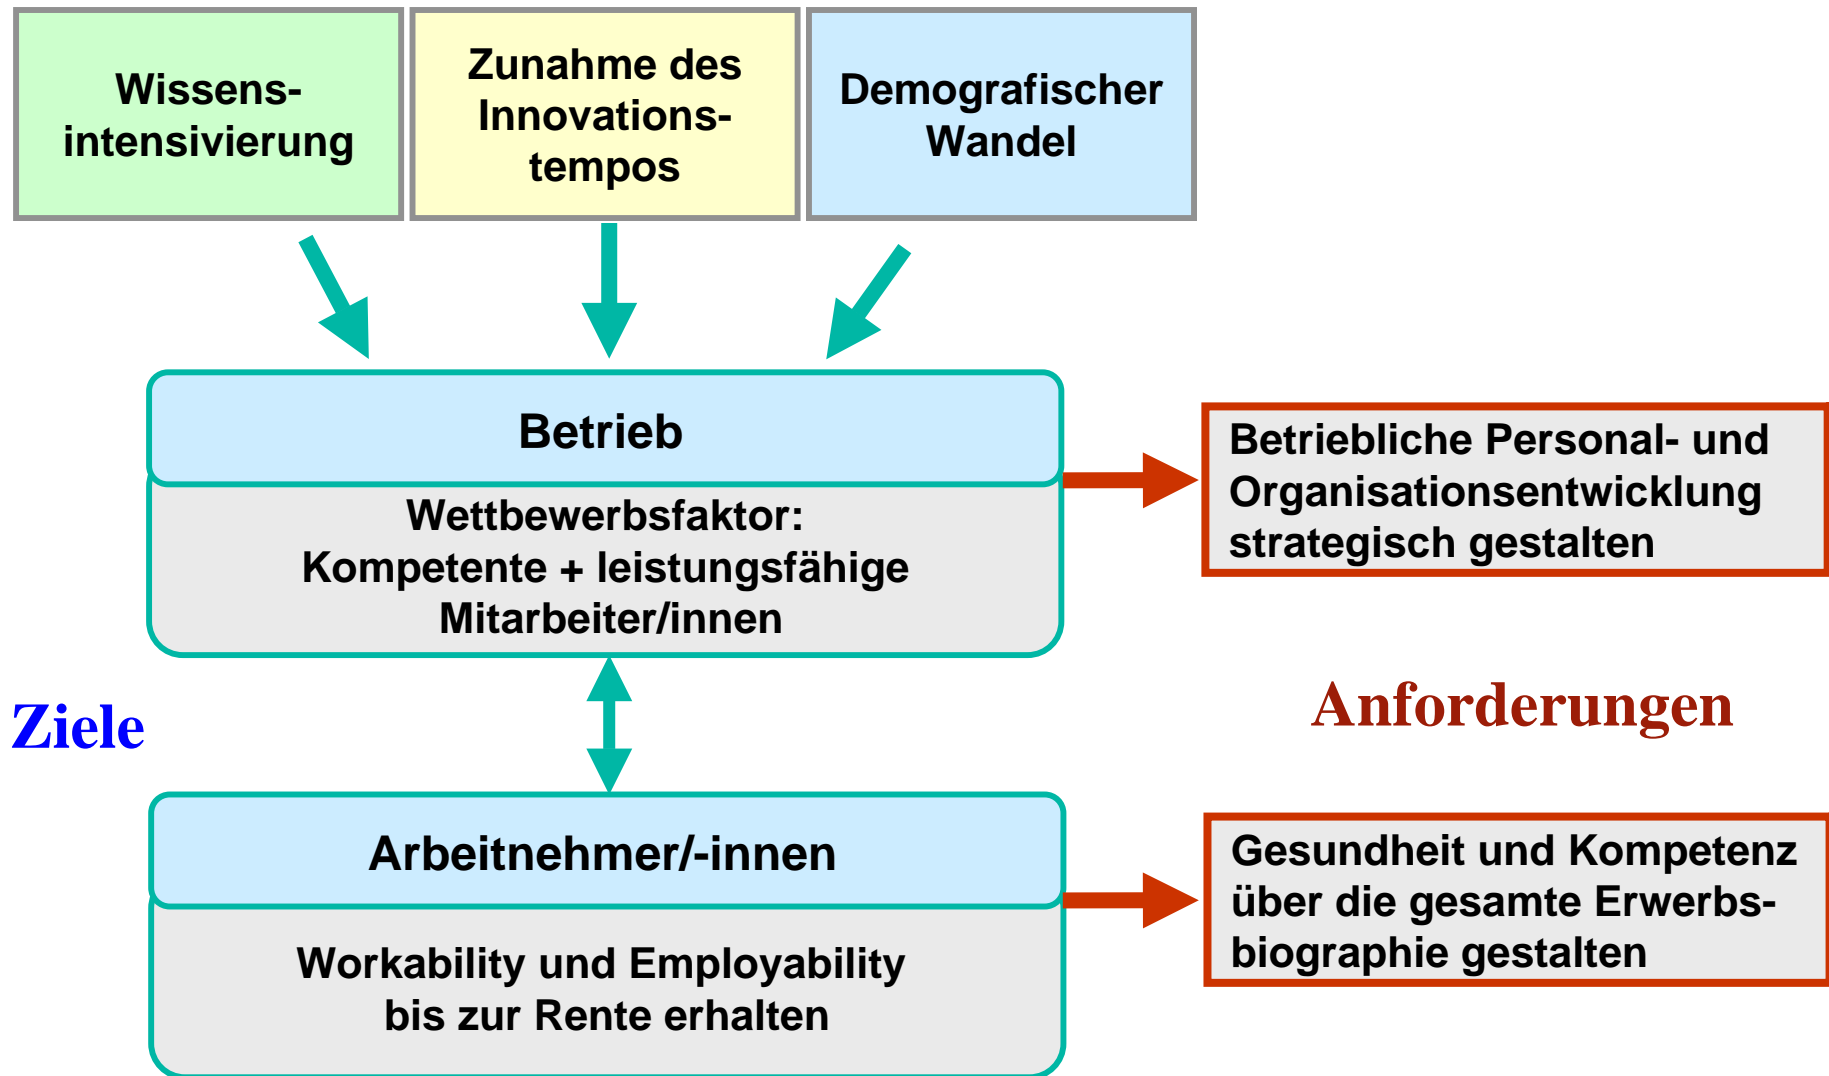 Wissens-
intensivierung
Zunahme des
Innovations-
tempos
Demografischer
Wandel
Betrieb
Wettbewerbsfaktor:
Kompetente + leistungsfähige
Mitarbeiter/innen
Betriebliche Personal- und
Organisationsentwicklung
strategisch gestalten
Ziele
Anforderungen
Arbeitnehmer/-innen
Workability und Employability
bis zur Rente erhalten
Gesundheit und Kompetenz
über die gesamte Erwerbs-
biographie gestalten